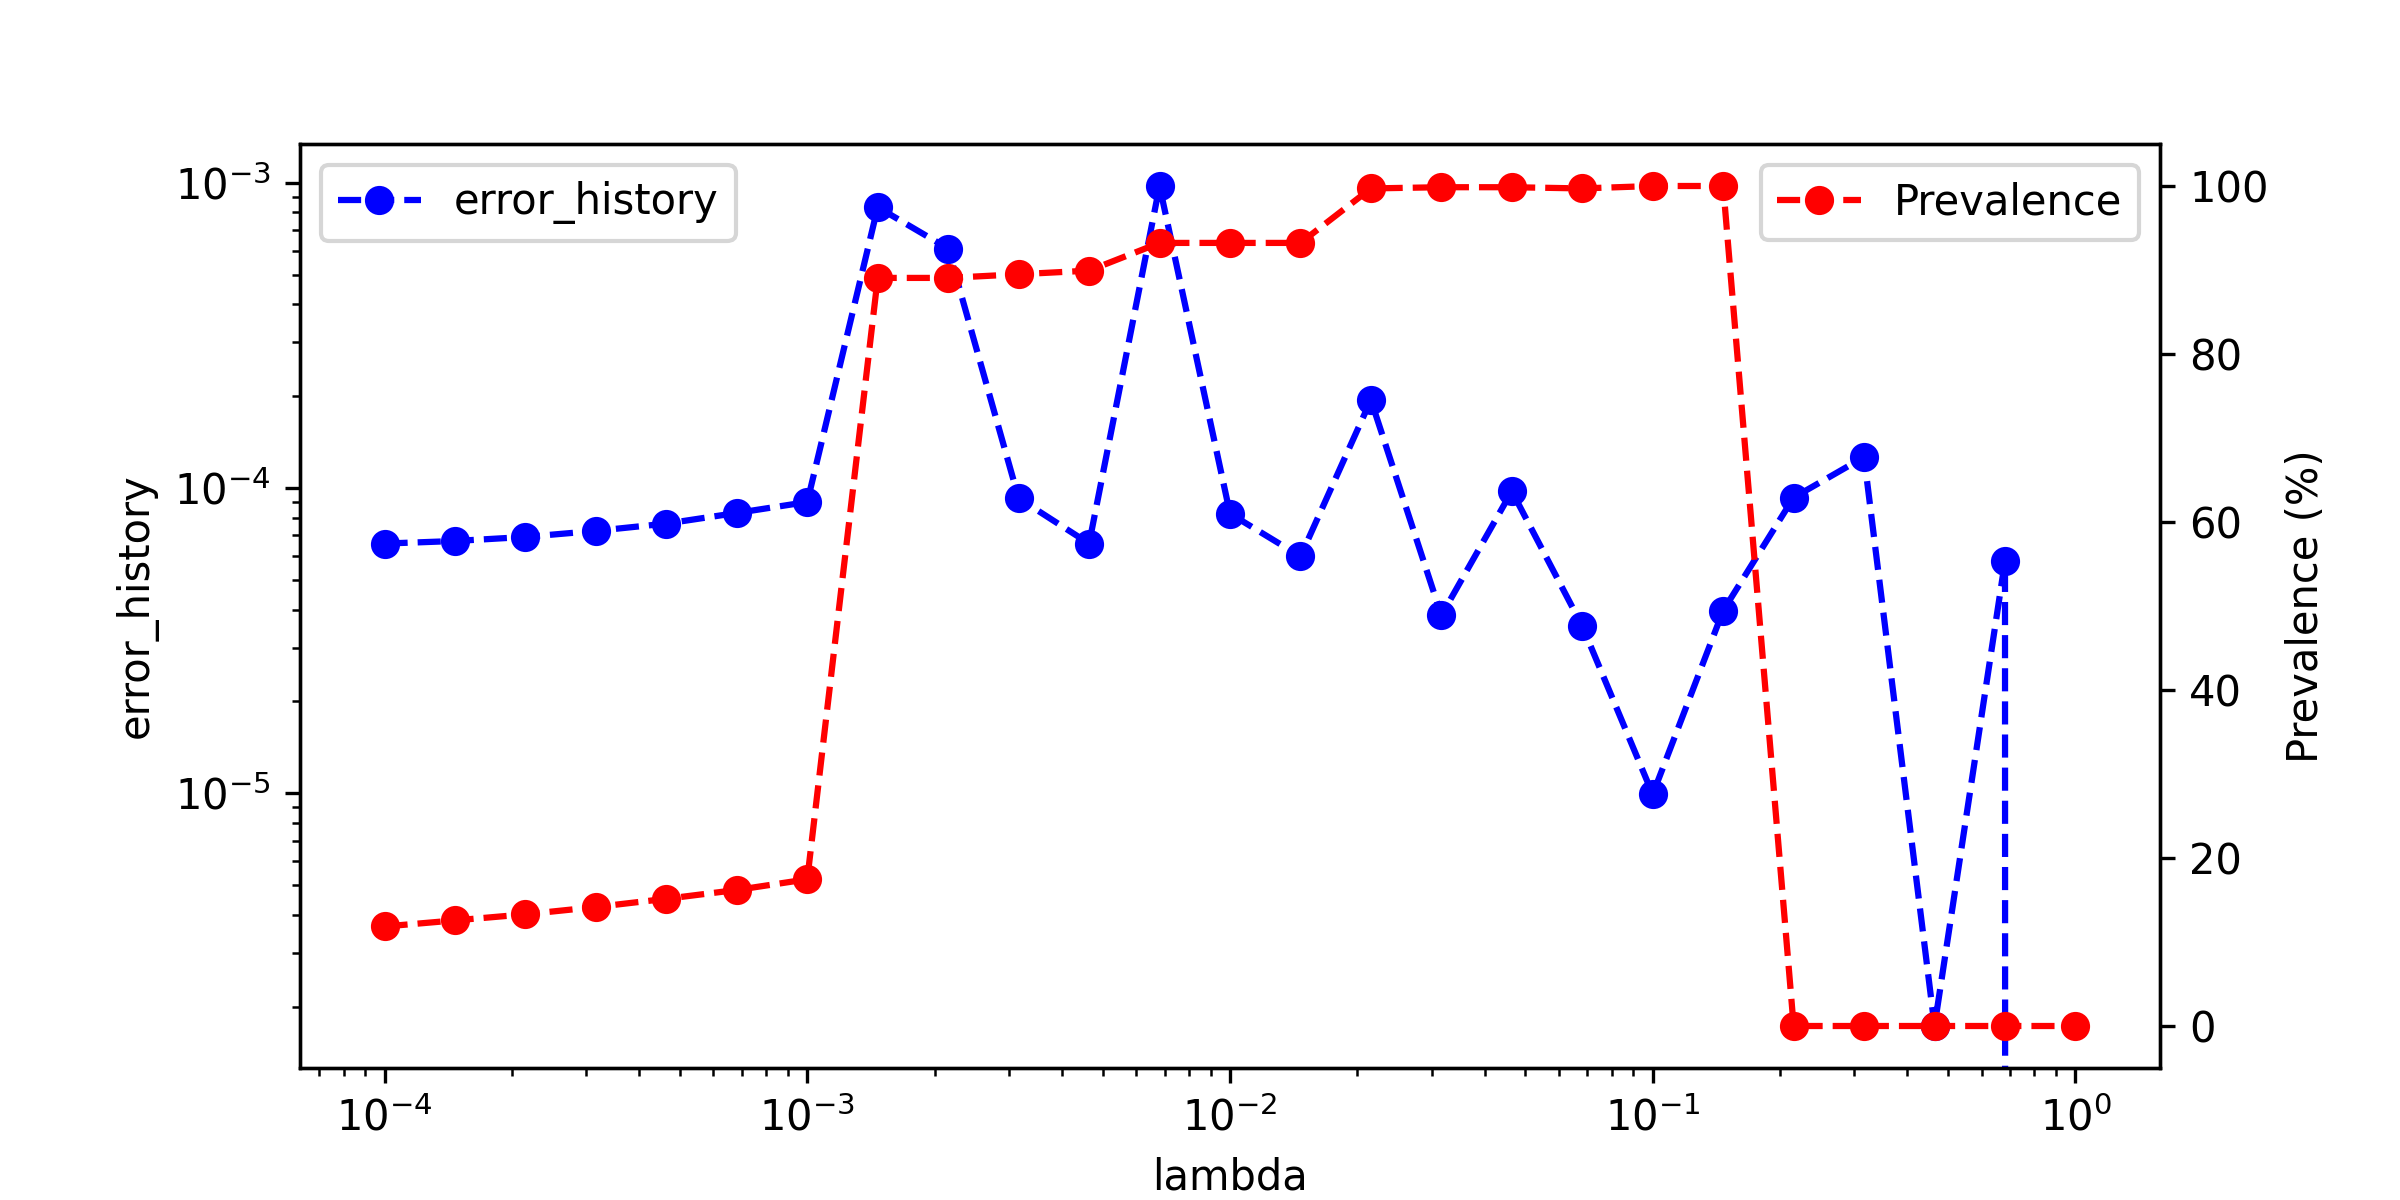 error_history
Prevalence
10⁻³
10⁻⁴
10⁻⁵
error_history
100
80
60
40
20
0
Prevalence (%)
10⁻⁴ 10⁻³ 10⁻² 10⁻¹ 10⁰
lambda